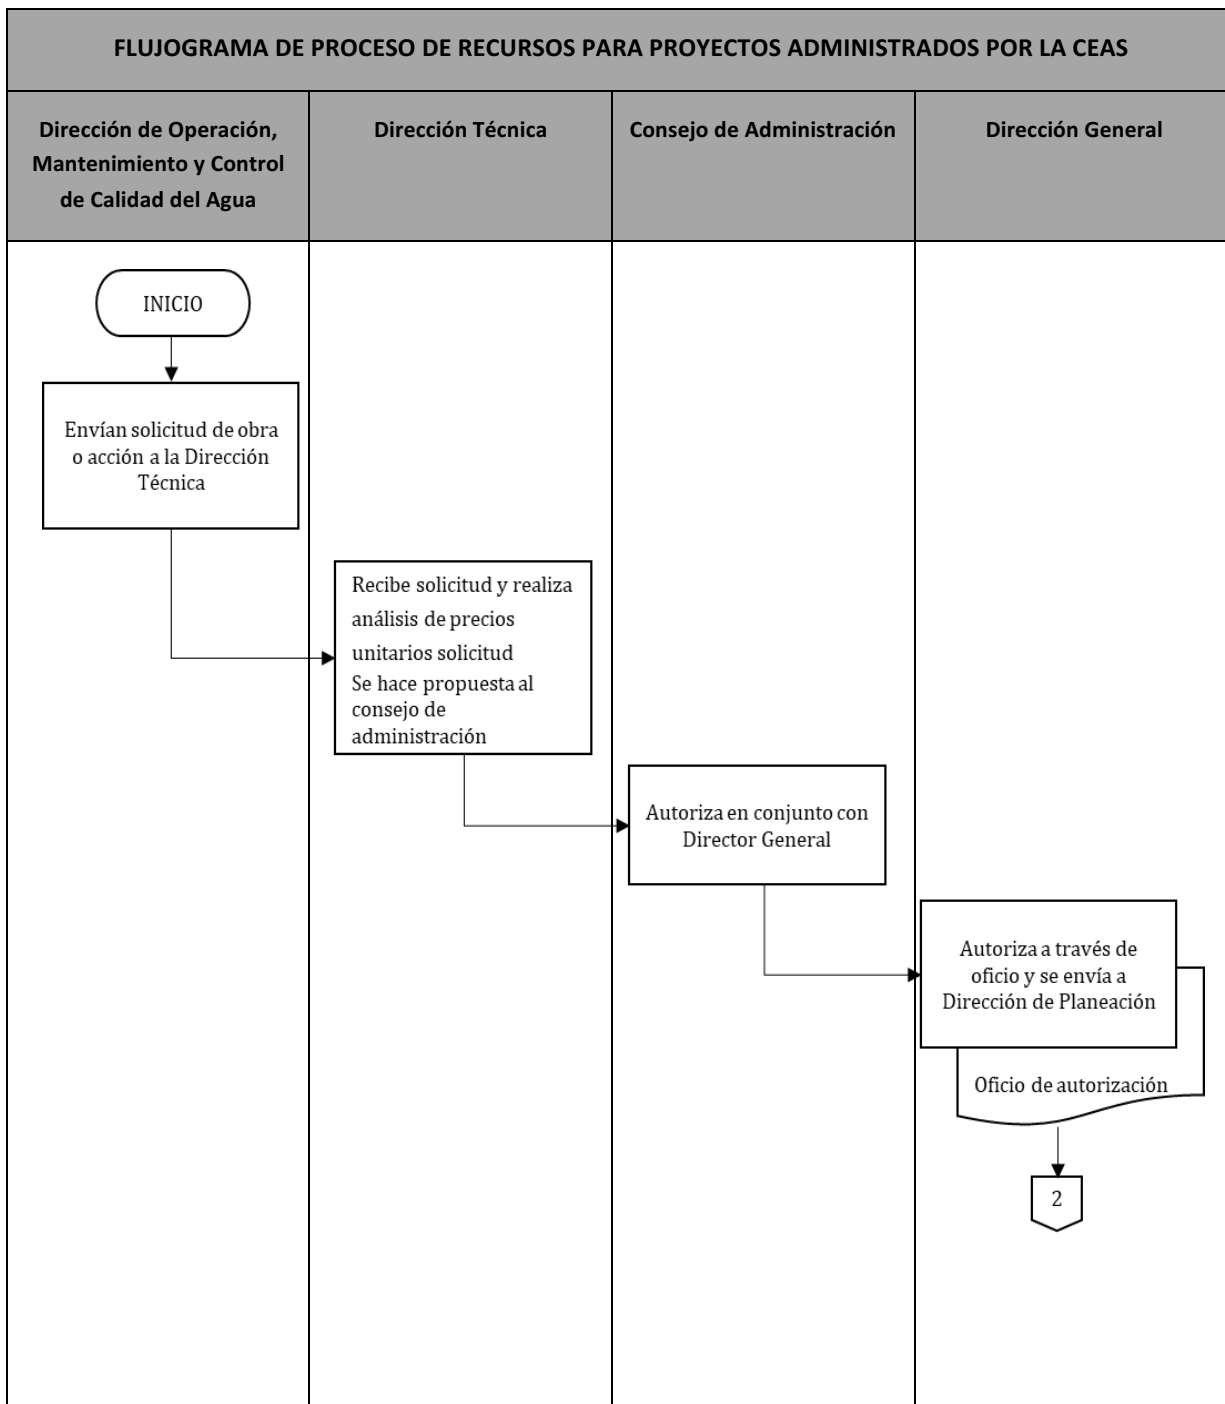 FLUJOGRAMA DE PROCESO DE RECURSOS PARA PROYECTOS ADMINISTRADOS POR LA CEAS
Dirección de Operación,
Mantenimiento y Control
de Calidad del Agua
Dirección Técnica
Consejo de Administración
Dirección General
INICIO
Envían solicitud de obra
o acción a la Dirección
Técnica
Recibe solicitud y realiza
análisis de precios
unitarios solicitud
Se hace propuesta al
consejo de
administración
Autoriza en conjunto con
Director General
Autoriza a través de
oficio y se envía a
Dirección de Planeación
Oficio de autorización
2